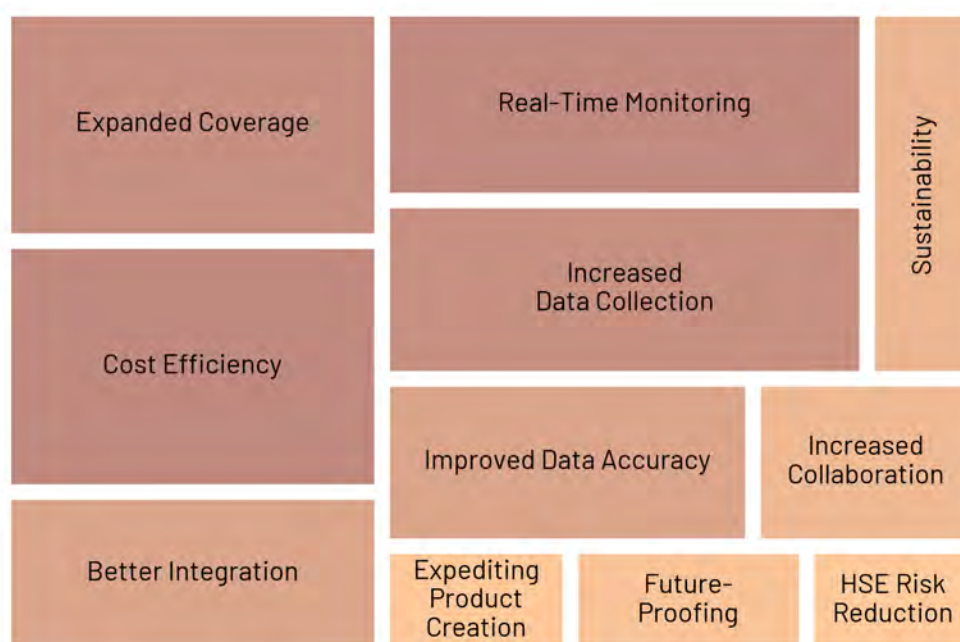 Expanded Coverage
Real-Time Monitoring
Sustainability
Increased
Data Collection
Cost Efficiency
Improved Data Accuracy
Increased
Collaboration
Better Integration
Expediting
Product
Creation
Future-
Proofing
HSE Risk
Reduction